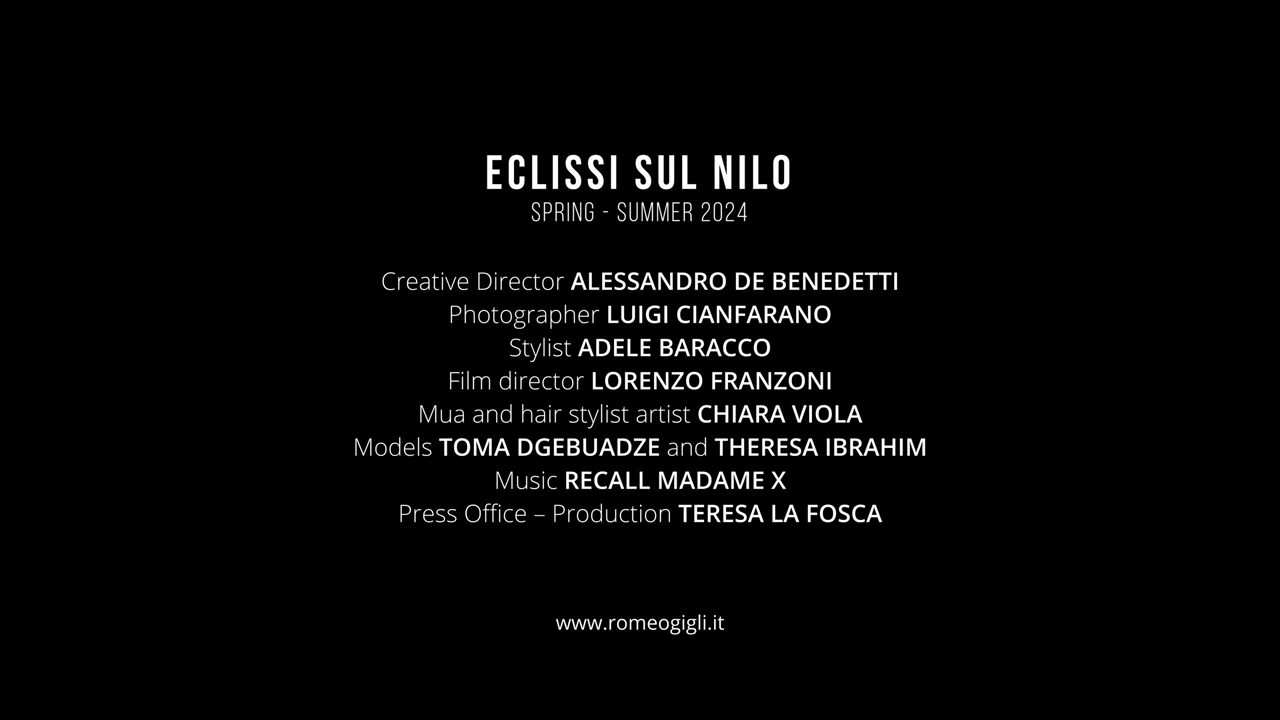 ECLISSI SUL NILO
SPRING - SUMMER 2024
Creative Director ALESSANDRO DE BENEDETTI
Photographer LUIGI CIANFARANO
Stylist ADELE BARACCO
Film director LORENZO FRANZONI
Mua and hair stylist artist CHIARA VIOLA
Models TOMA DGEBUADZE and THERESA IBRAHIM
Music RECALL MADAME X
Press Office – Production TERESA LA FOSCA
www.romeogigli.it